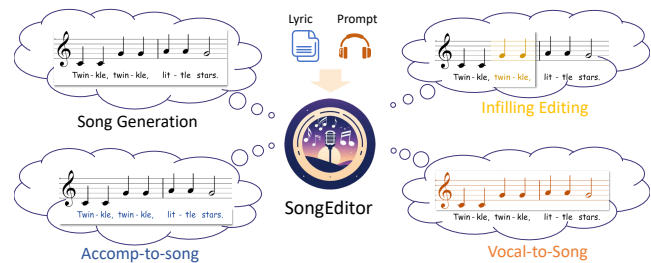 Lyric
Prompt
Twin - kle, twin - kle, lit - tle stars.
Song Generation
Twin - kle, twin - kle, lit - tle stars.
Infilling Editing
SongEditor
Twin - kle, twin - kle, lit - tle stars.
Accomp-to-song
Twin - kle, twin - kle, lit - tle stars.
Vocal-to-Song